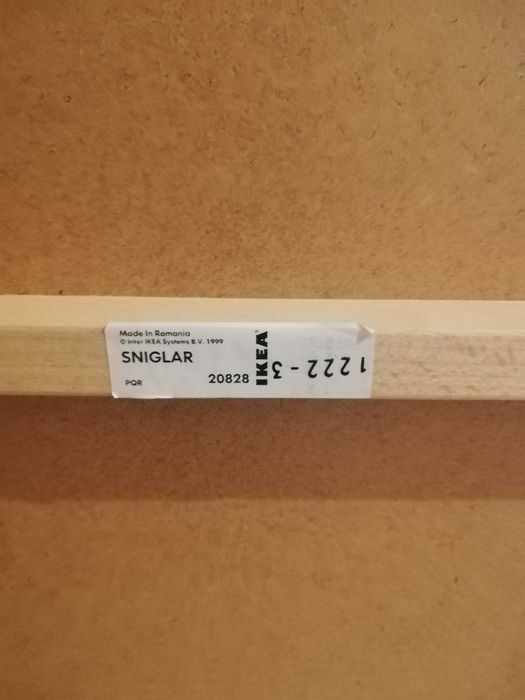 Made in Romania
© Inter IKEA Systems B.V. 1999
SNIGLAR
PQR
20828
IKEA
1222-3